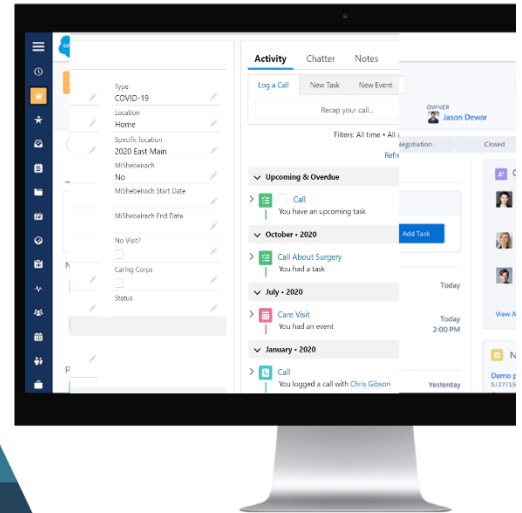 Type
COVID-19
Location
Home
Specific location
2020 East Main
MiShebeirach
No
MiShebeirach Start Date
MiShebeirach End Date
No Visit?
Caring Corps
Status
Activity Chatter Notes
Log a Call New Task New Event
Recap your call...
Filters: All time • All
Upcoming & Overdue
Call
You have an upcoming task
October • 2020
Call About Surgery
You had a task
July • 2020
Care Visit
You had an event
January • 2020
Call
You logged a call with Chris Gibson
OWNER
Jason Dewar
Negotiation Closed
Add Task
Today
Today
2:00 PM
Yesterday
View A
N
Demo p